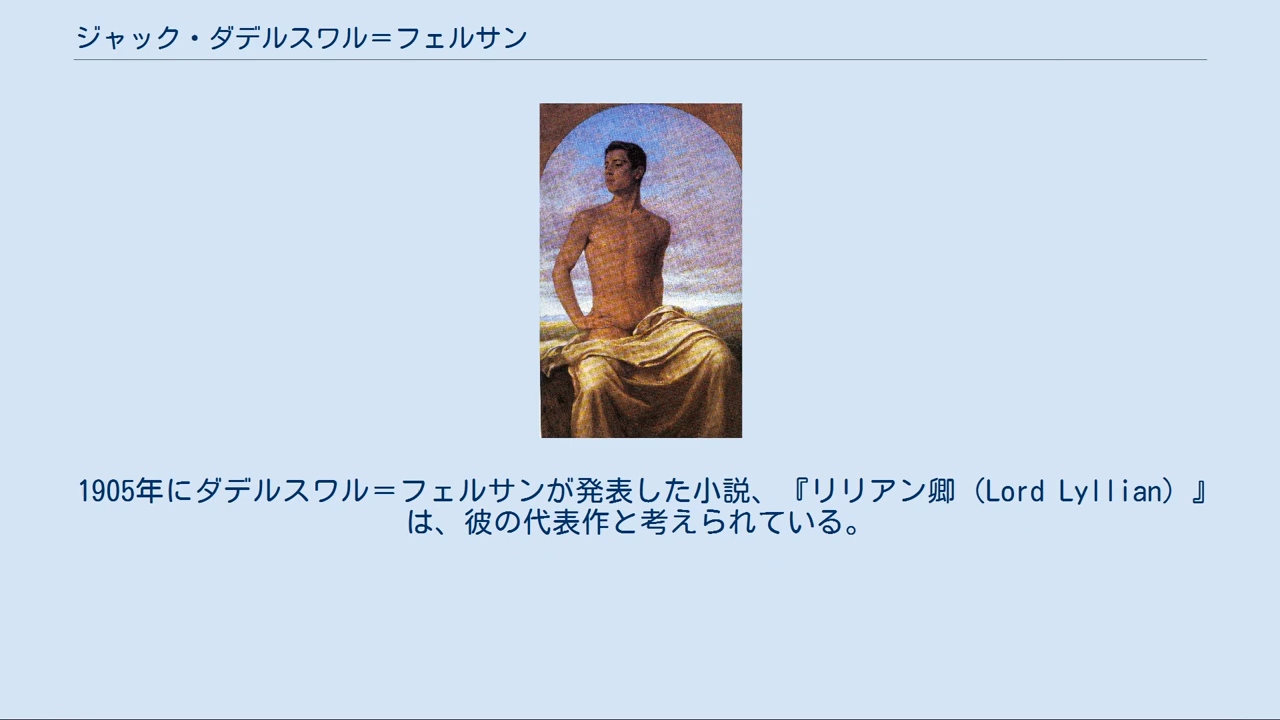 ジャック・ダデルスワル＝フェルサン
1905年にダデルスワル＝フェルサンが発表した小説、『リリアン卿（Lord Lyllian）』
は、彼の代表作と考えられている。